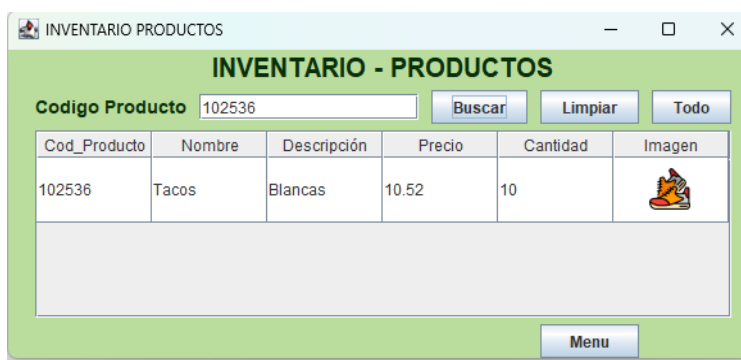 INVENTARIO PRODUCTOS
INVENTARIO - PRODUCTOS
Codigo Producto 102536 Buscar Limpiar Todo
Cod_Producto Nombre Descripción Precio Cantidad Imagen
102536 Tacos Blancas 10.52 10
Menu